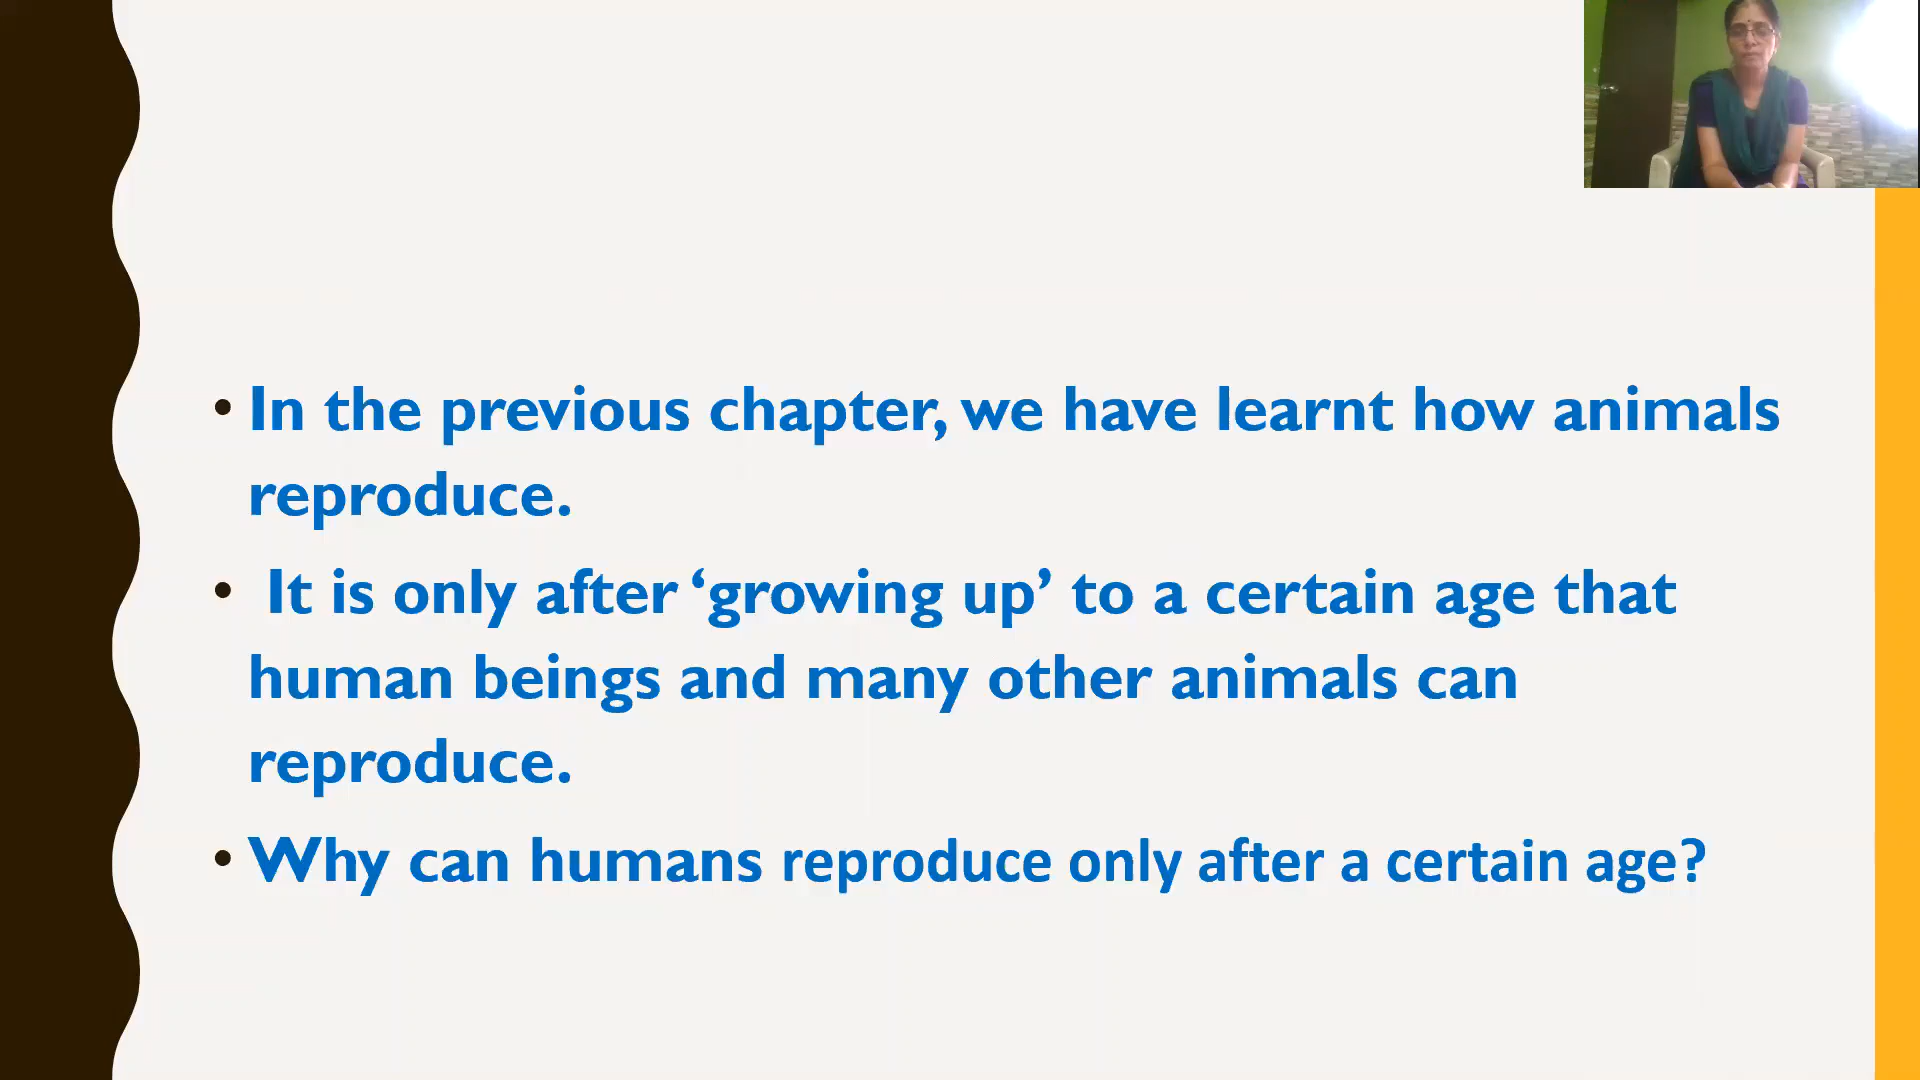 • In the previous chapter, we have learnt how animals
reproduce.
• It is only after ‘growing up’ to a certain age that
human beings and many other animals can
reproduce.
• Why can humans reproduce only after a certain age?